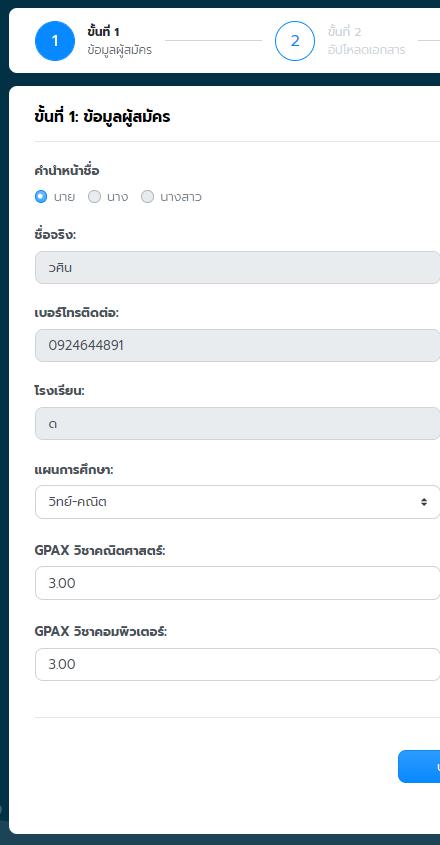 1
ขั้นที่ 1
ข้อมูลผู้สมัคร
2
ขั้นที่ 2
อัปโหลดเอกสาร
ขั้นที่ 1: ข้อมูลผู้สมัคร
คำนำหน้าชื่อ
นาย นาง นางสาว
ชื่อจริง:
วศิน
เบอร์โทรติดต่อ:
0924644891
โรงเรียน:
ด
แผนการศึกษา:
วิทย์-คณิต
GPAX วิชาคณิตศาสตร์:
3.00
GPAX วิชาคอมพิวเตอร์:
3.00